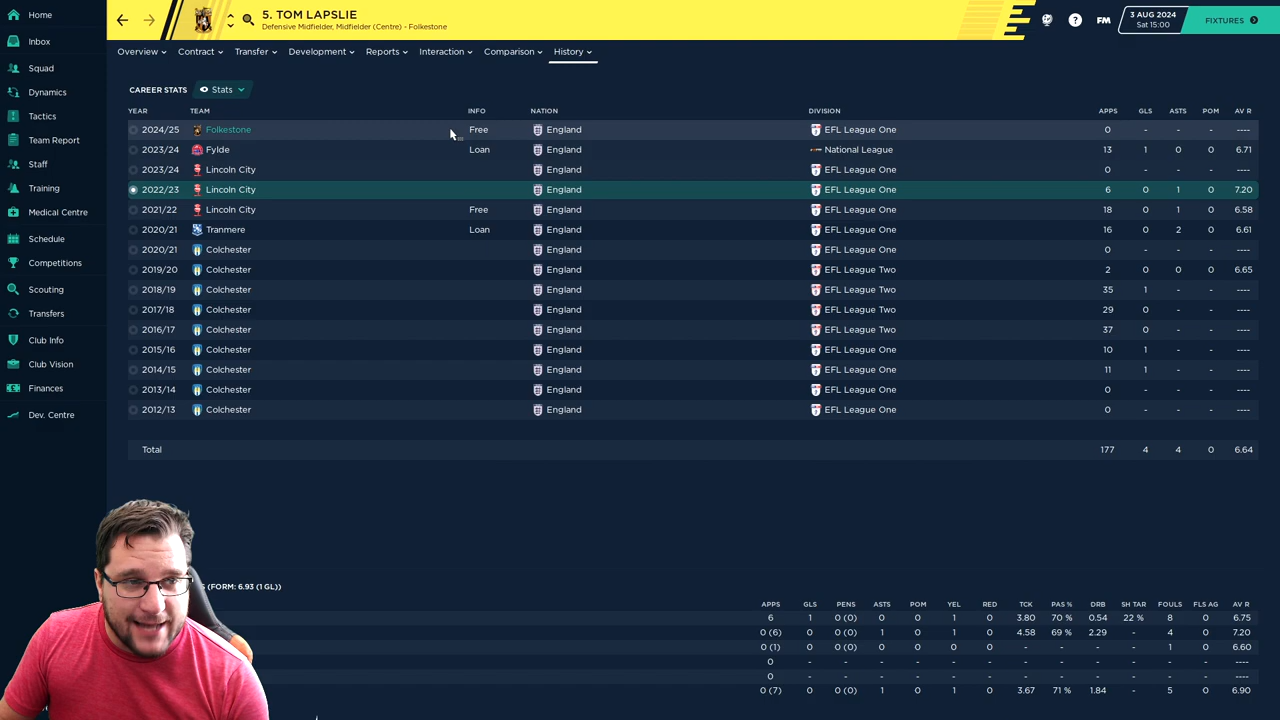 5. TOM LAPSLIE
Defensive Midfielder, Midfielder (Centre) - Folkestone
FM
3 AUG 2024
Sat 15:00
FIXTURES
Home
Inbox
Squad
Dynamics
Tactics
Team Report
Staff
Training
Medical Centre
Schedule
Competitions
Scouting
Transfers
Club Info
Club Vision
Finances
Dev. Centre
Overview Contract Transfer Development Reports Interaction Comparison History
CAREER STATS Stats
YEAR TEAM INFO NATION DIVISION APPS GLS ASTS POM AV R
2024/25 Folkestone Free England EFL League One 0 - - - ----
2023/24 Fylde Loan England National League 13 1 0 0 6.71
2023/24 Lincoln City England EFL League One 0 - - - ----
2022/23 Lincoln City England EFL League One 6 0 1 0 7.20
2021/22 Lincoln City Free England EFL League One 18 0 1 0 6.58
2020/21 Tranmere Loan England EFL League One 16 0 2 0 6.61
2020/21 Colchester England EFL League One 0 - - - ----
2019/20 Colchester England EFL League Two 2 0 0 0 6.65
2018/19 Colchester England EFL League Two 35 1 - - ----
2017/18 Colchester England EFL League Two 29 0 - - ----
2016/17 Colchester England EFL League Two 37 0 - - ----
2015/16 Colchester England EFL League One 10 1 - - ----
2014/15 Colchester England EFL League One 11 1 - - ----
2013/14 Colchester England EFL League One 0 - - - ----
2012/13 Colchester England EFL League One 0 - - - ----
Total 177 4 4 0 6.64
(FORM: 6.93 (1 GL))
APPS GLS PENS ASTS POM YEL RED TCK PAS % DRB SH TAR FOULS FLS AG AV R
6 1 0 (0) 0 0 1 0 3.80 70 % 0.54 22 % 8 0 6.75
0 (6) 0 0 (0) 1 0 1 0 4.58 69 % 2.29 - 4 0 7.20
0 (1) 0 0 (0) 0 0 0 0 - - - - 1 0 6.60
0 - - - - - - - - - - - - ----
0 - - - - - - - - - - - - ----
0 (7) 0 0 (0) 1 0 1 0 3.67 71 % 1.84 - 5 0 6.90